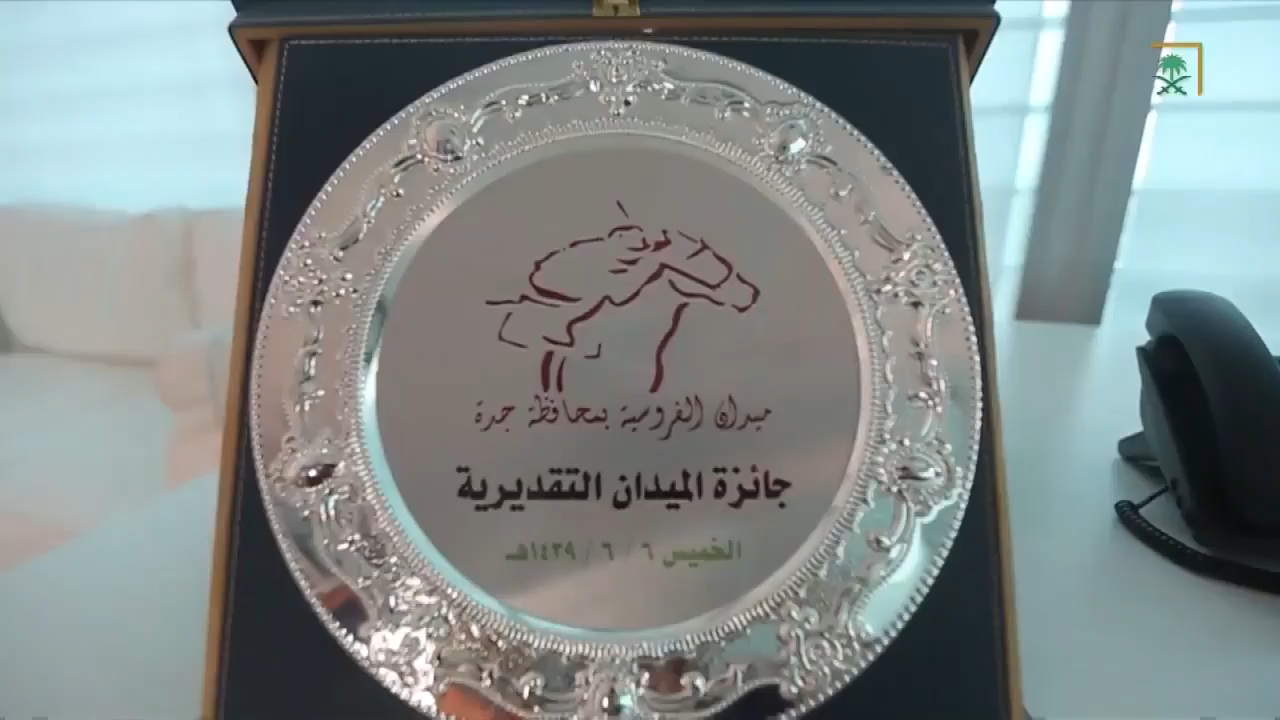 ميدان الفروسية بمحافظة جدة
جائزة الميدان التقديرية
الخميس ٦ / ٦ / ١٤٣٩هـ